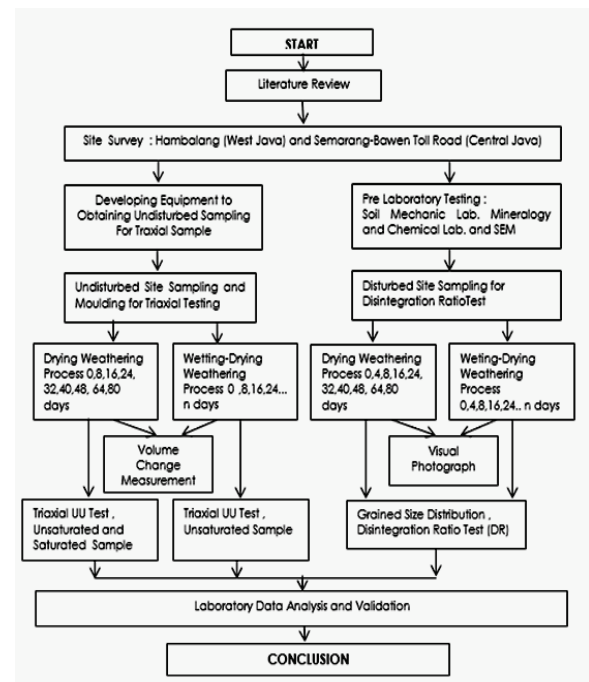 START
Literature Review
Site Survey : Hambalang (West Java) and Semarang-Bawen Toll Road (Central Java)
Developing Equipment to
Obtaining Undisturbed Sampling
For Traxial Sample
Pre Laboratory Testing :
Soil Mechanic Lab. Mineralogy
and Chemical Lab. and SEM
Undisturbed Site Sampling and
Moulding for Triaxial Testing
Disturbed Site Sampling for
Disintegration RatioTest
Drying Weathering
Process 0,8,16,24,
32,40,48, 64,80
days
Wetting-Drying
Weathering
Process 0 ,8,16,24...
n days
Drying Weathering
Process 0,4,8,16,24,
32,40,48, 64,80
days
Weting-Drying
Weathering
Process
0,4,8,16,24.. n days
Volume
Change
Measurement
Visual
Photograph
Triaxial UU Test ,
Unsaturated and
Saturated Sample
Triaxial UU Test ,
Unsaturated Sample
Grained Size Distribution ,
Disintegration Ratio Test (DR)
Laboratory Data Analysis and Validation
CONCLUSION